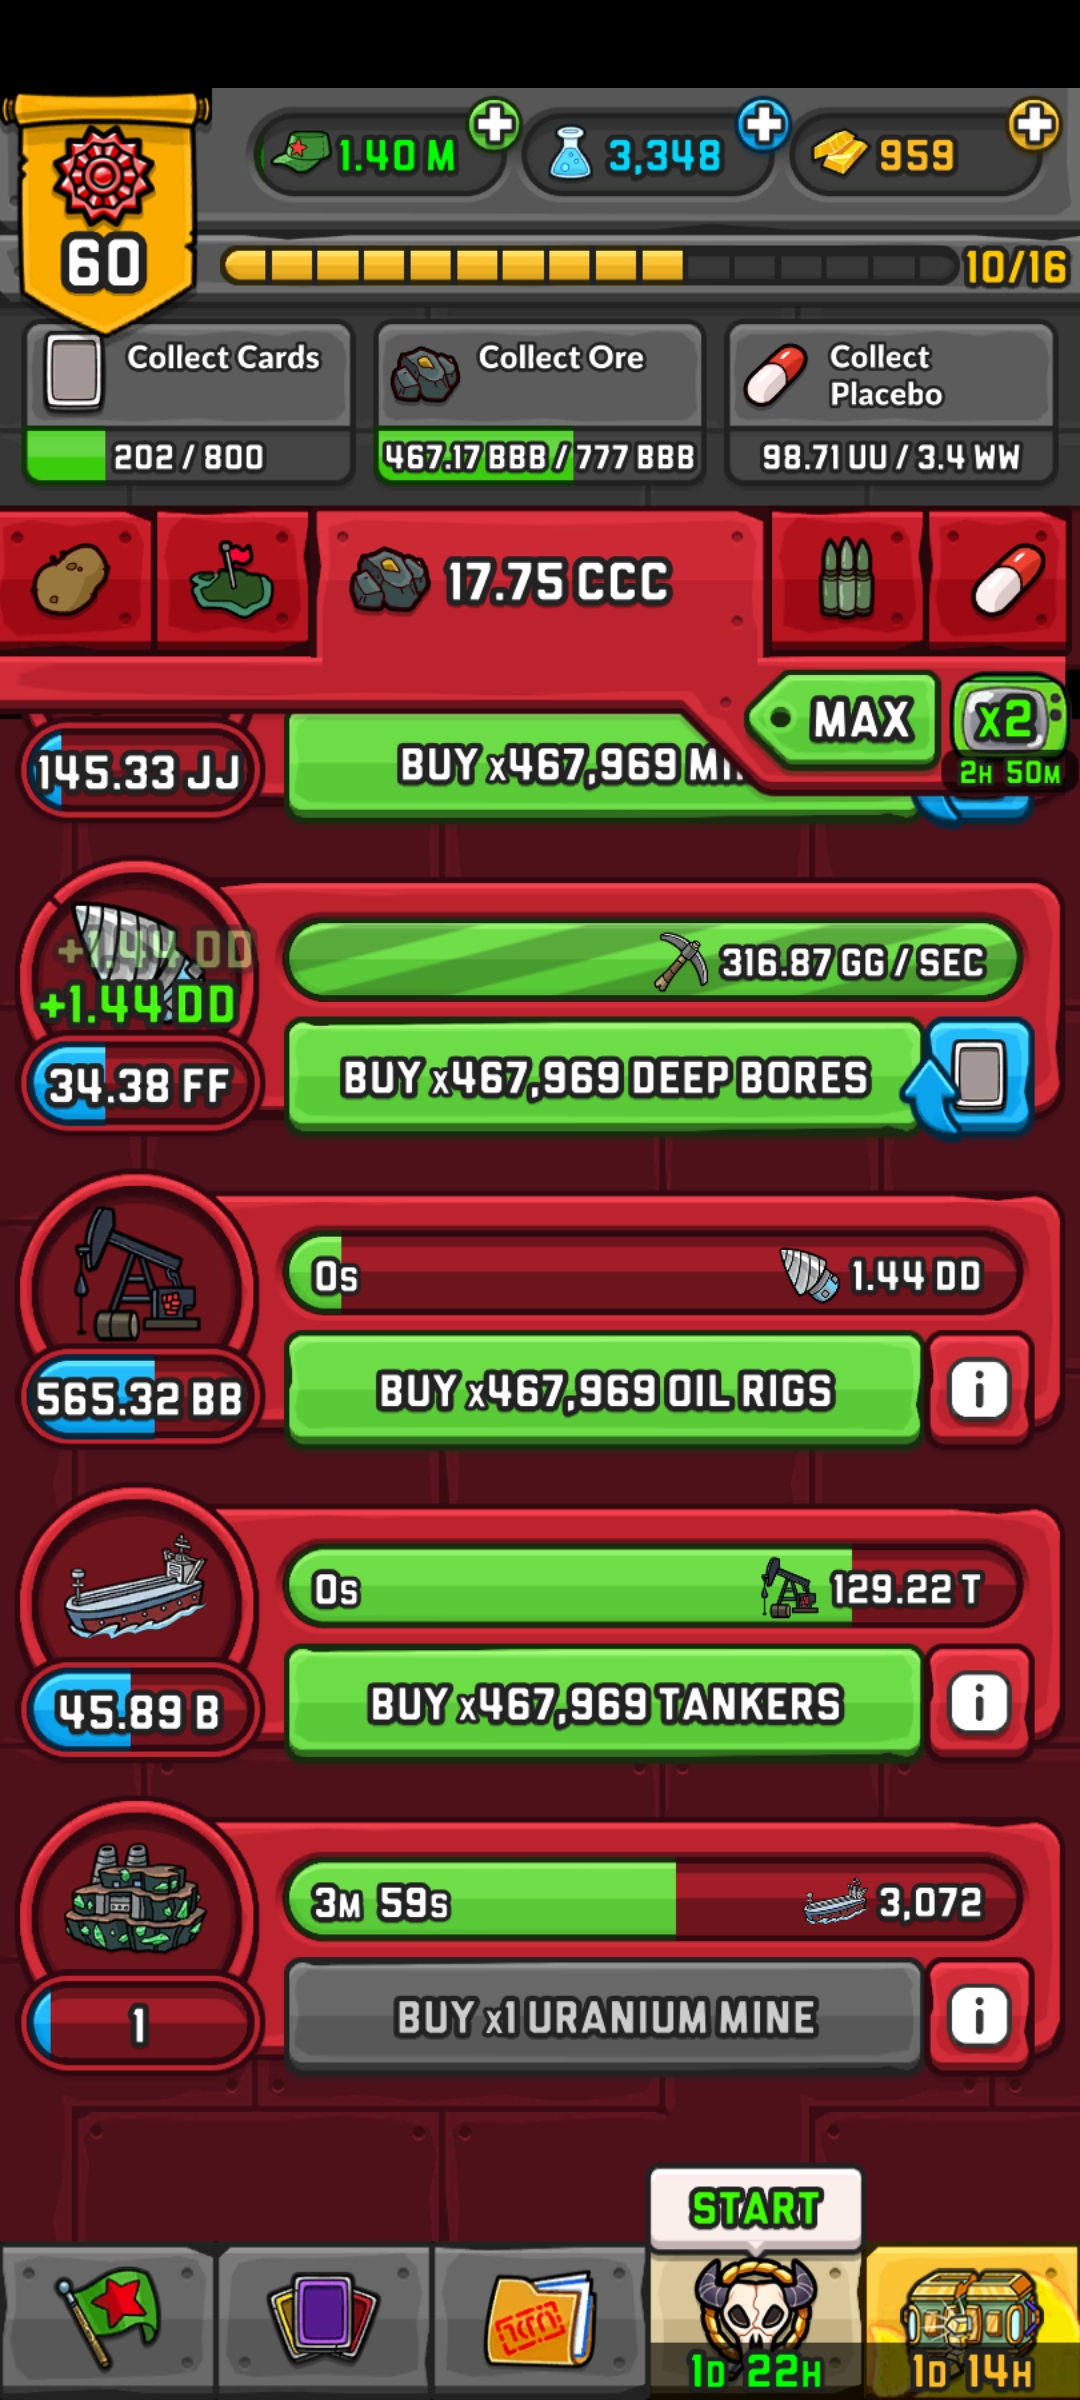 1.40 M
3,348
959
60
10/16
Collect Cards
202 / 800
Collect Ore
467.17 BBB / 777 BBB
Collect
Placebo
98.71 UU / 3.4 WW
17.75 CCC
MAX
x2
2H 50M
145.33 JJ
BUY x467,969
+1.44 DD
+1.44 DD
34.38 FF
316.87 GG / SEC
BUY x467,969 DEEP BORES
565.32 BB
0s
1.44 DD
BUY x467,969 OIL RIGS
45.89 B
0s
129.22 T
BUY x467,969 TANKERS
1
3M 59s
3,072
BUY x1 URANIUM MINE
START
1D 22H
1D 14H